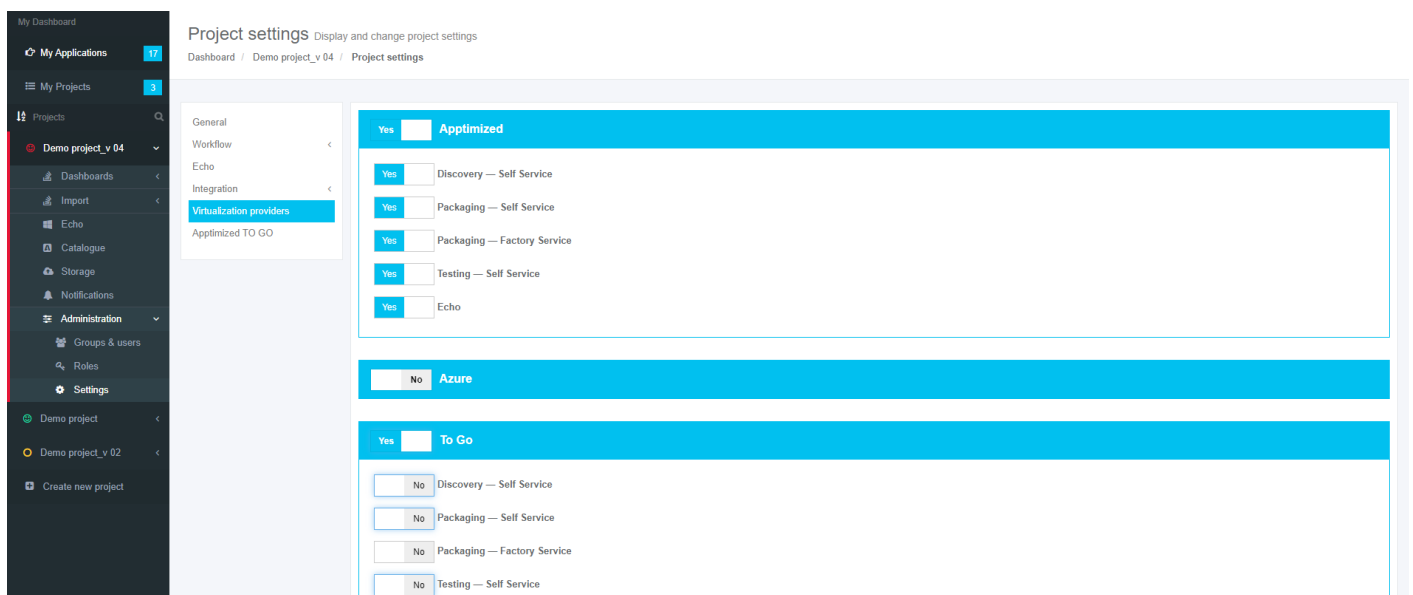 My Dashboard
My Applications 17
My Projects 3
Projects
Demo project_v 04
Dashboards
Import
Echo
Catalogue
Storage
Notifications
Administration
Groups & users
Roles
Settings
Demo project
Demo project_v 02
Create new project
Project settings Display and change project settings
Dashboard / Demo project_v 04 / Project settings
General
Workflow
Echo
Integration
Virtualization providers
Apptimized TO GO
Yes Apptimized
Yes Discovery — Self Service
Yes Packaging — Self Service
Yes Packaging — Factory Service
Yes Testing — Self Service
Yes Echo
No Azure
Yes To Go
No Discovery — Self Service
No Packaging — Self Service
No Packaging — Factory Service
No Testing — Self Service